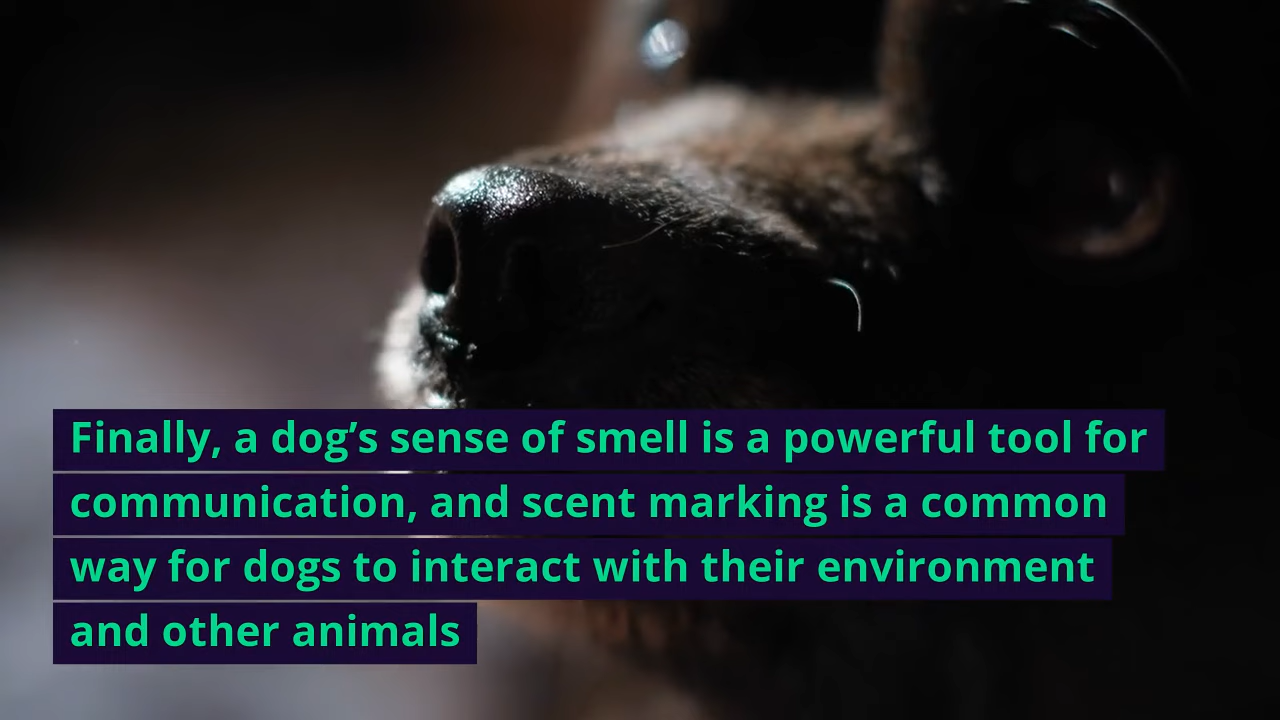 Finally, a dog’s sense of smell is a powerful tool for
communication, and scent marking is a common
way for dogs to interact with their environment
and other animals